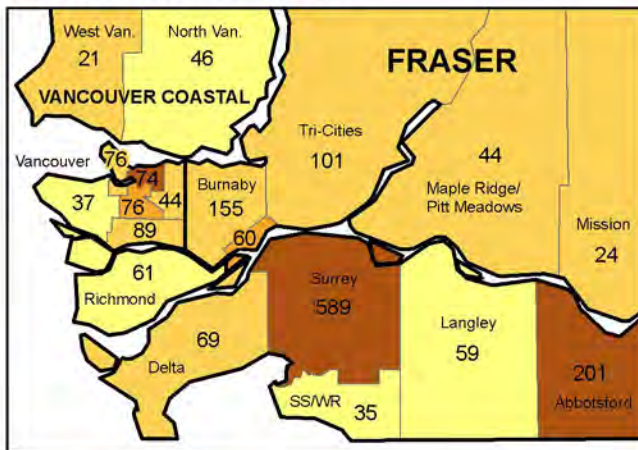 West Van.
21
North Van.
46
VANCOUVER COASTAL
FRASER
Tri-Cities
101
44
Maple Ridge/
Pitt Meadows
Mission
24
Vancouver
76
74
37
76
44
89
Burnaby
155
60
61
Richmond
Surrey
589
69
Delta
Langley
59
201
Abbotsford
SS/WR
35